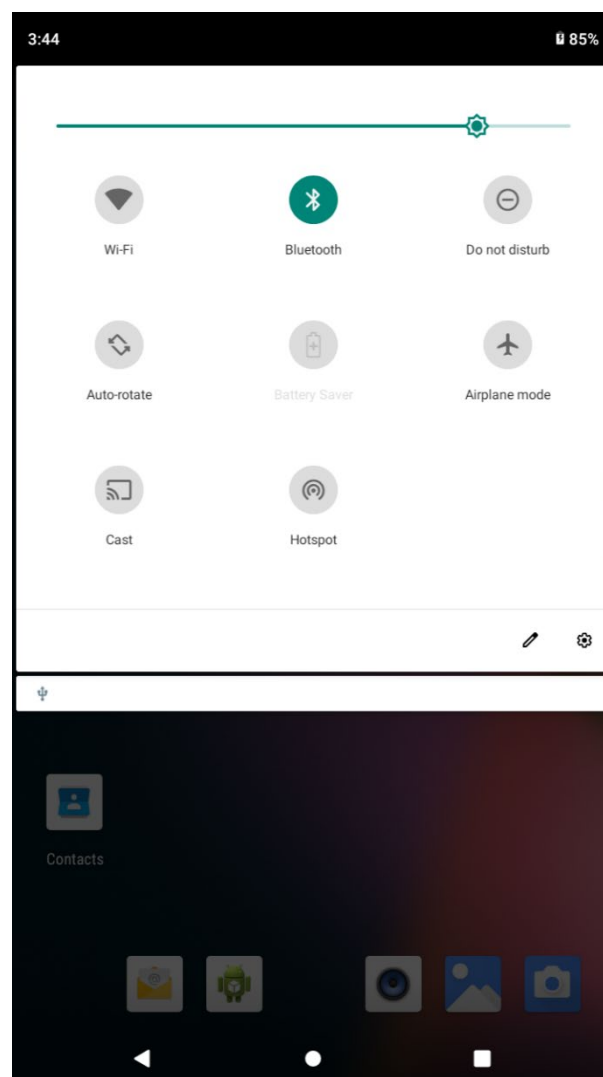 3:44 85%
Wi-Fi Bluetooth Do not disturb
Auto-rotate Battery Saver Airplane mode
Cast Hotspot
Contacts